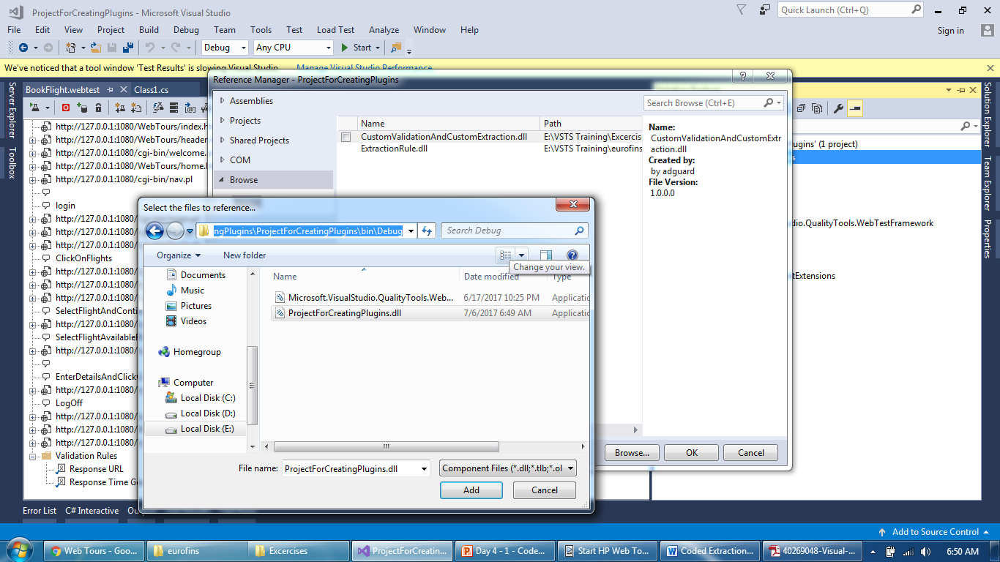 ProjectForCreatingPlugins - Microsoft Visual Studio
Quick Launch (Ctrl+Q)
File Edit View Project Build Debug Team Tools Test Load Test Analyze Window Help
Sign in
Debug Any CPU Start
We've noticed that a tool window 'Test Results' is slowing Visual Studio. Manage Visual Studio Performance
Server Explorer
Toolbox
BookFlight.webtest
Class1.cs
http://127.0.0.1:1080/WebTours/index.h
http://127.0.0.1:1080/WebTours/header
http://127.0.0.1:1080/cgi-bin/welcome.p
http://127.0.0.1:1080/WebTours/home.h
http://127.0.0.1:1080/cgi-bin/nav.pl
login
http://127.0.0.1:1080/
http://127.0.0.1:1080/
http://127.0.0.1:1080/
ClickOnFlights
http://127.0.0.1:1080/
http://127.0.0.1:1080/
http://127.0.0.1:1080/
SelectFlightAndConti
http://127.0.0.1:1080/
SelectFlightAvailable
http://127.0.0.1:1080/
EnterDetailsAndClick
http://127.0.0.1:1080/
LogOff
http://127.0.0.1:1080/
http://127.0.0.1:1080/
http://127.0.0.1:1080/
Validation Rules
Response URL
Response Time Go
Reference Manager - ProjectForCreatingPlugins
Assemblies
Projects
Shared Projects
COM
Browse
Search Browse (Ctrl+E)
Name Path
CustomValidationAndCustomExtraction.dll E:\VSTS Training\Excercise
ExtractionRule.dll E:\VSTS Training\eurofins
Name:
CustomValidationAndCustomExtr
action.dll
Created by:
by adguard
File Version:
1.0.0.0
Browse... OK Cancel
Select the files to reference...
ngPlugins\ProjectForCreatingPlugins\bin\Debug
Search Debug
Organize New folder
Change your view.
Documents
Music
Pictures
Videos
Homegroup
Computer
Local Disk (C:)
Local Disk (D:)
Local Disk (E:)
Name Date modified Type
Microsoft.VisualStudio.QualityTools.Web... 6/17/2017 10:25 PM Applicatio
ProjectForCreatingPlugins.dll 7/6/2017 6:49 AM Applicatio
File name: ProjectForCreatingPlugins.dll
Component Files (*.dll;*.tlb;*.ol
Add Cancel
ugins' (1 project)
s
dio.QualityTools.WebTestFramework
tExtensions
Solution Explorer
Team Explorer
Properties
Error List C# Interactive Ou
Add to Source Control
Web Tours - Goo...
eurofins
Excercises
ProjectForCreatin...
Day 4 - 1 - Code...
Start HP Web To...
Coded Extraction...
40269048-Visual-...
6:50 AM